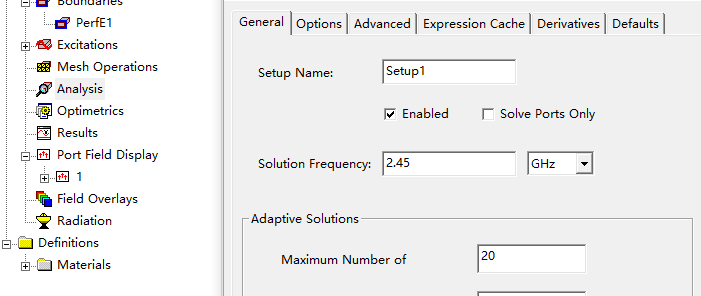 Boundaries
PerfE1
Excitations
Mesh Operations
Analysis
Optimetrics
Results
Port Field Display
1
Field Overlays
Radiation
Definitions
Materials
General Options Advanced Expression Cache Derivatives Defaults
Setup Name: Setup1
Enabled Solve Ports Only
Solution Frequency: 2.45 GHz
Adaptive Solutions
Maximum Number of 20